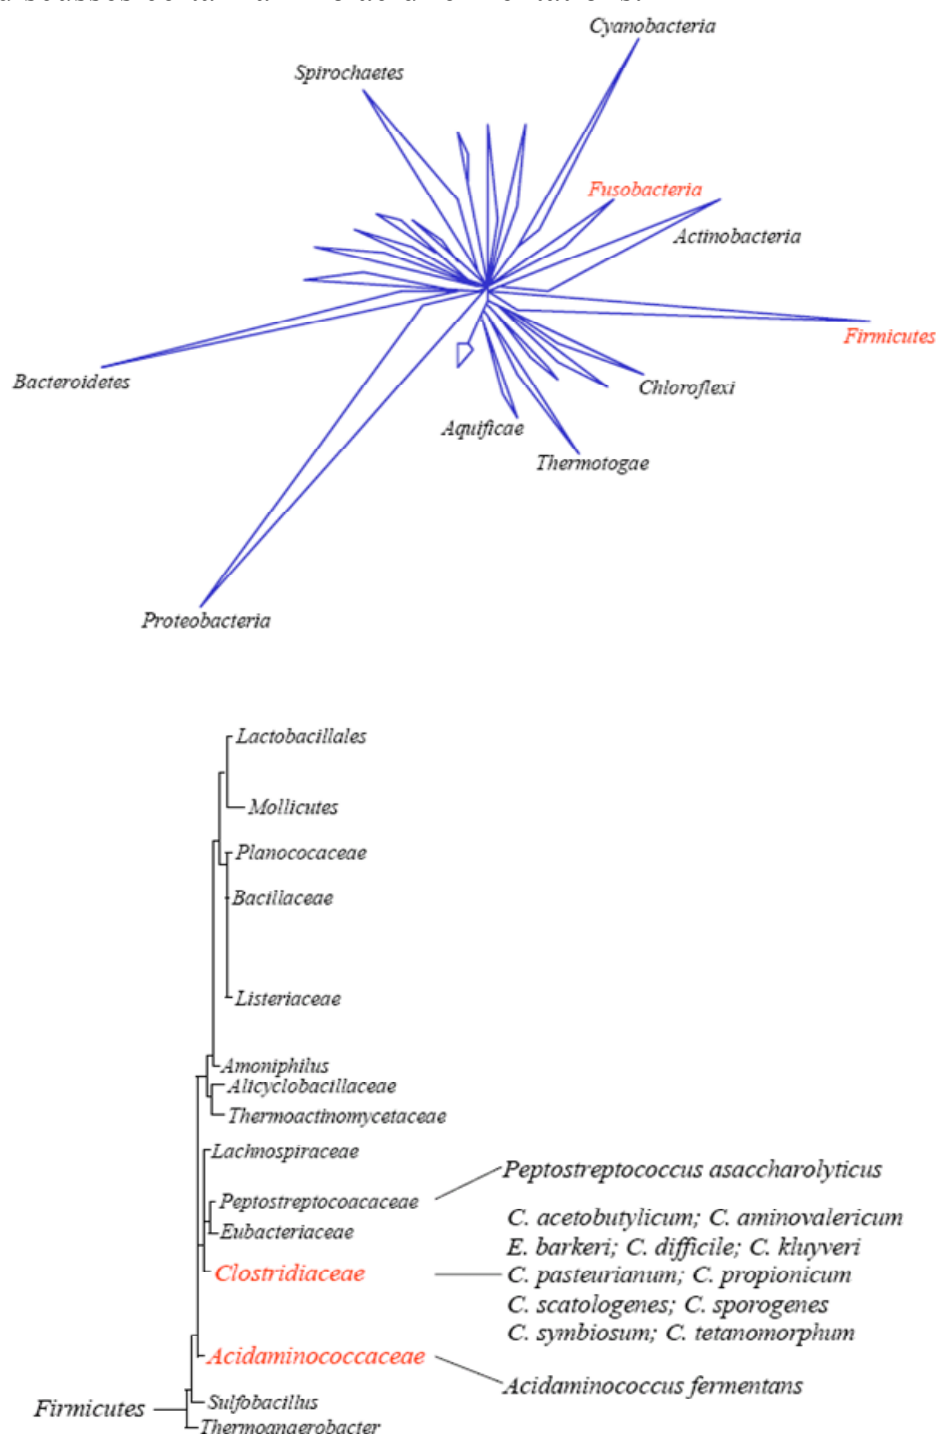 Cyanobacteria
Spirochaetes
Fusobacteria
Actinobacteria
Firmicutes
Bacteroidetes
Chloroflexi
Aquificae
Thermotogae
Proteobacteria
Lactobacillales
Mollicutes
Planococaceae
Bacillaceae
Listeriaceae
Amoniphilus
Alicyclobacillaceae
Thermoactinomycetaceae
Lachnospiraceae
Peptostreptococcus asaccharolyticus
Peptostreptocoacaceae
C. acetobutylicum; C. aminovalericum
Eubacteriaceae
E. barkeri; C. difficile; C. kluyveri
Clostridiaceae
C. pasteurianum; C. propionicum
C. scatologenes; C. sporogenes
C. symbiosum; C. tetanomorphum
Acidaminococcaceae
Acidaminococcus fermentans
Sulfobacillus
Firmicutes
Thermoanaerobacter